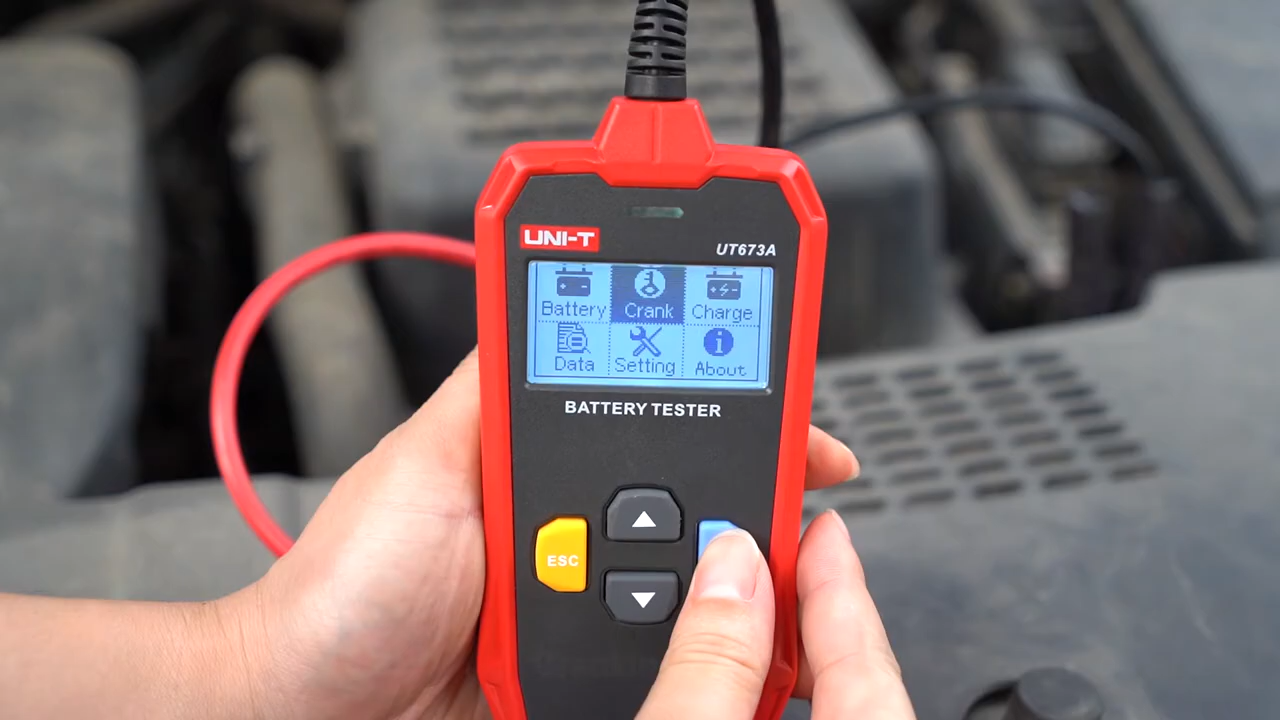 UNI-T
UT673A
Battery Crank Charge
Data Setting About
BATTERY TESTER
ESC